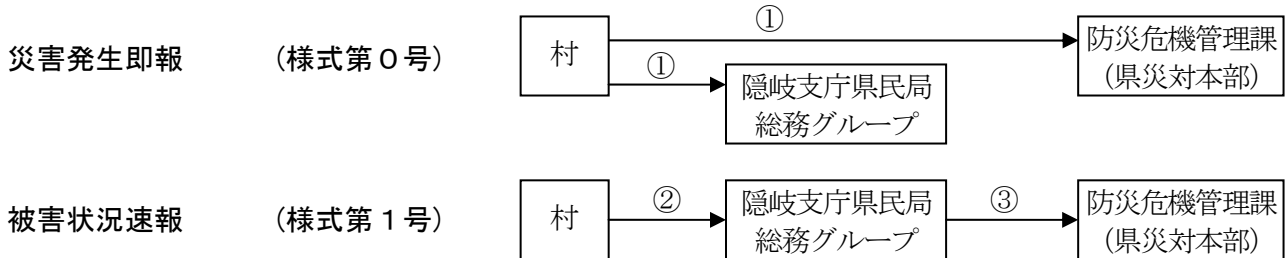 災害発生即報 (様式第０号)
村
①
①
防災危機管理課
(県災対本部)
隠岐支庁県民局
総務グループ
被害状況速報 (様式第１号)
村
②
隠岐支庁県民局
総務グループ
③
防災危機管理課
(県災対本部)